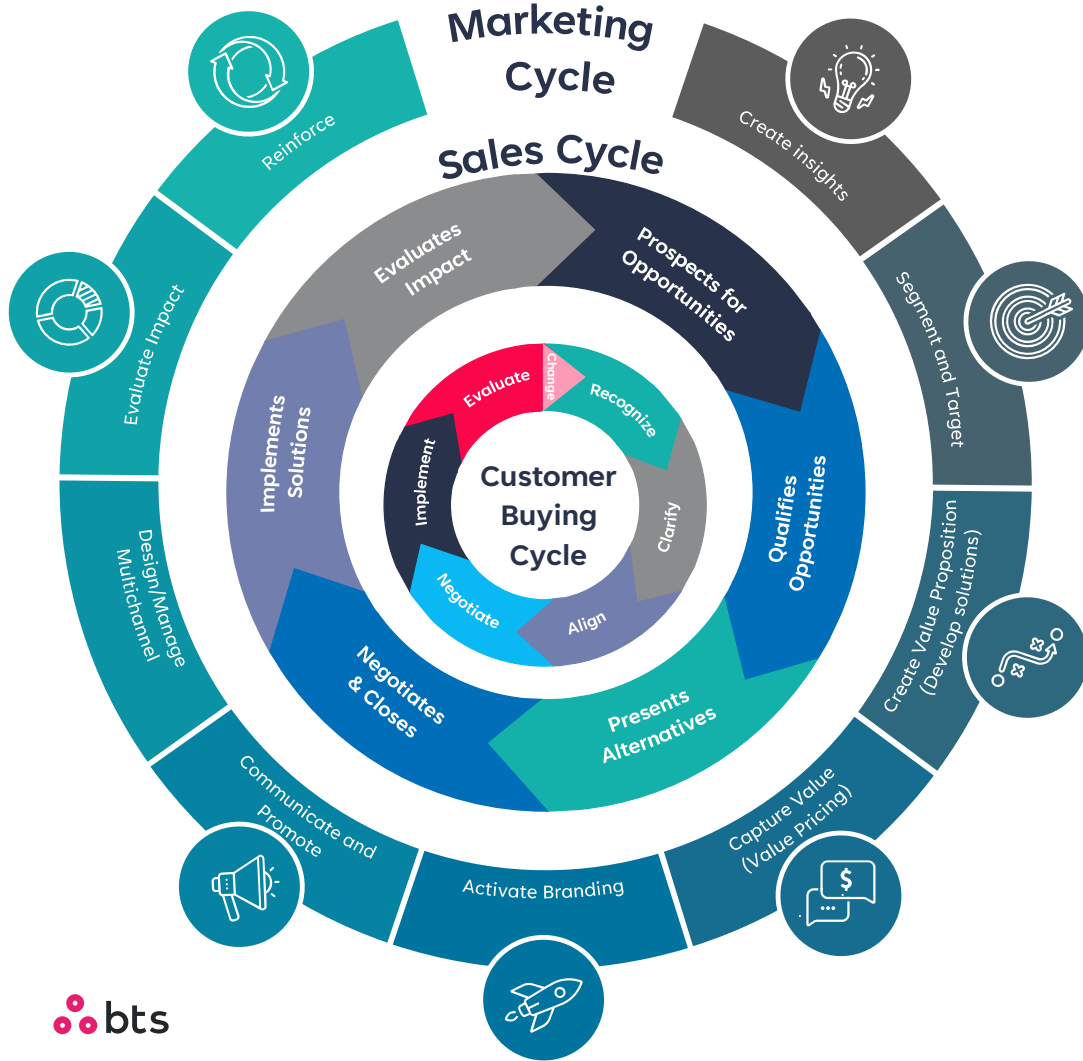 Marketing
Cycle
Sales Cycle
Create insights
Segment and Target
Create Value Proposition
(Develop solutions)
Capture Value
(Value Pricing)
$
Activate Branding
Communicate and
Promote
Design/Manage
Multichannel
Evaluate Impact
Reinforce
Prospects for
Opportunities
Qualifies
Opportunities
Presents
Alternatives
Negotiates
& Closes
Implements
Solutions
Evaluates
Impact
Change
Recognize
Clarify
Align
Negotiate
Implement
Evaluate
Customer
Buying
Cycle
bts